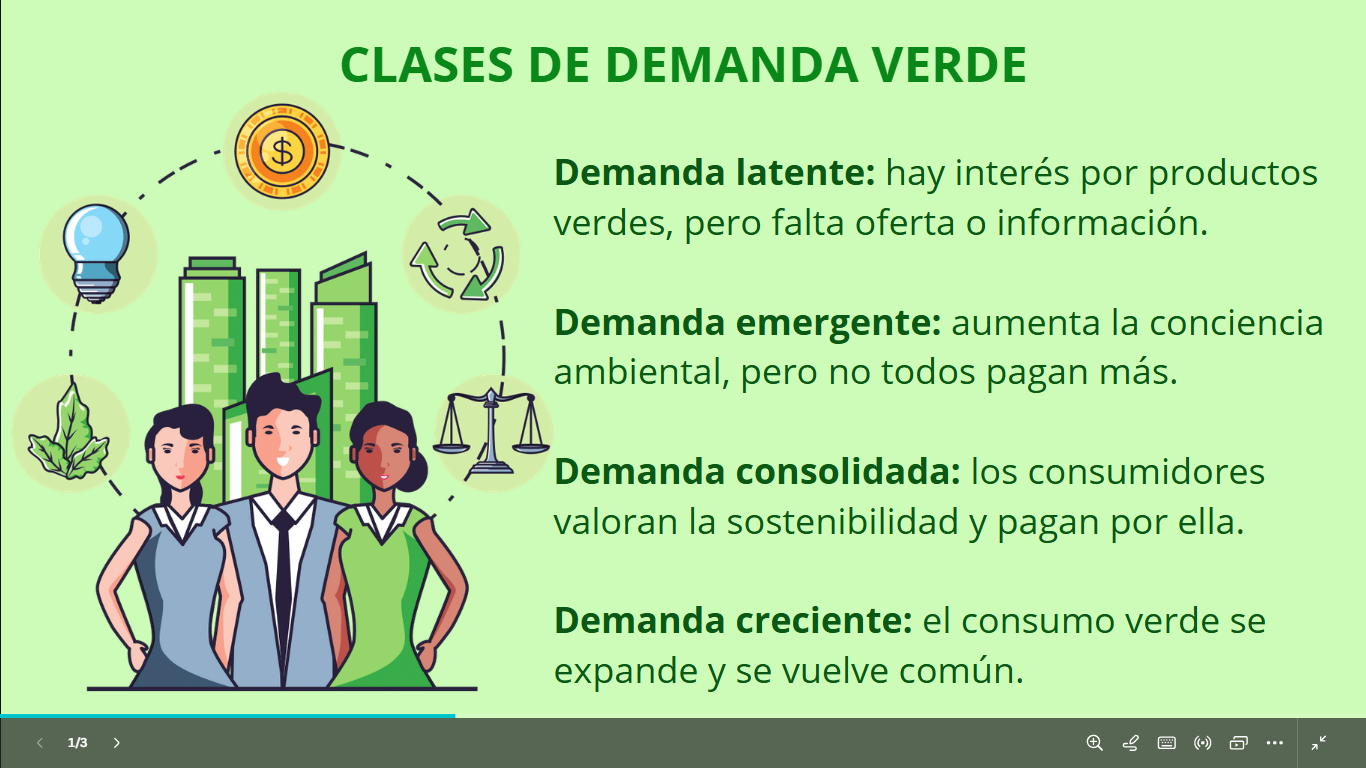 CLASES DE DEMANDA VERDE
Demanda latente: hay interés por productos
verdes, pero falta oferta o información.
Demanda emergente: aumenta la conciencia
ambiental, pero no todos pagan más.
Demanda consolidada: los consumidores
valoran la sostenibilidad y pagan por ella.
Demanda creciente: el consumo verde se
expande y se vuelve común.
$
1/3